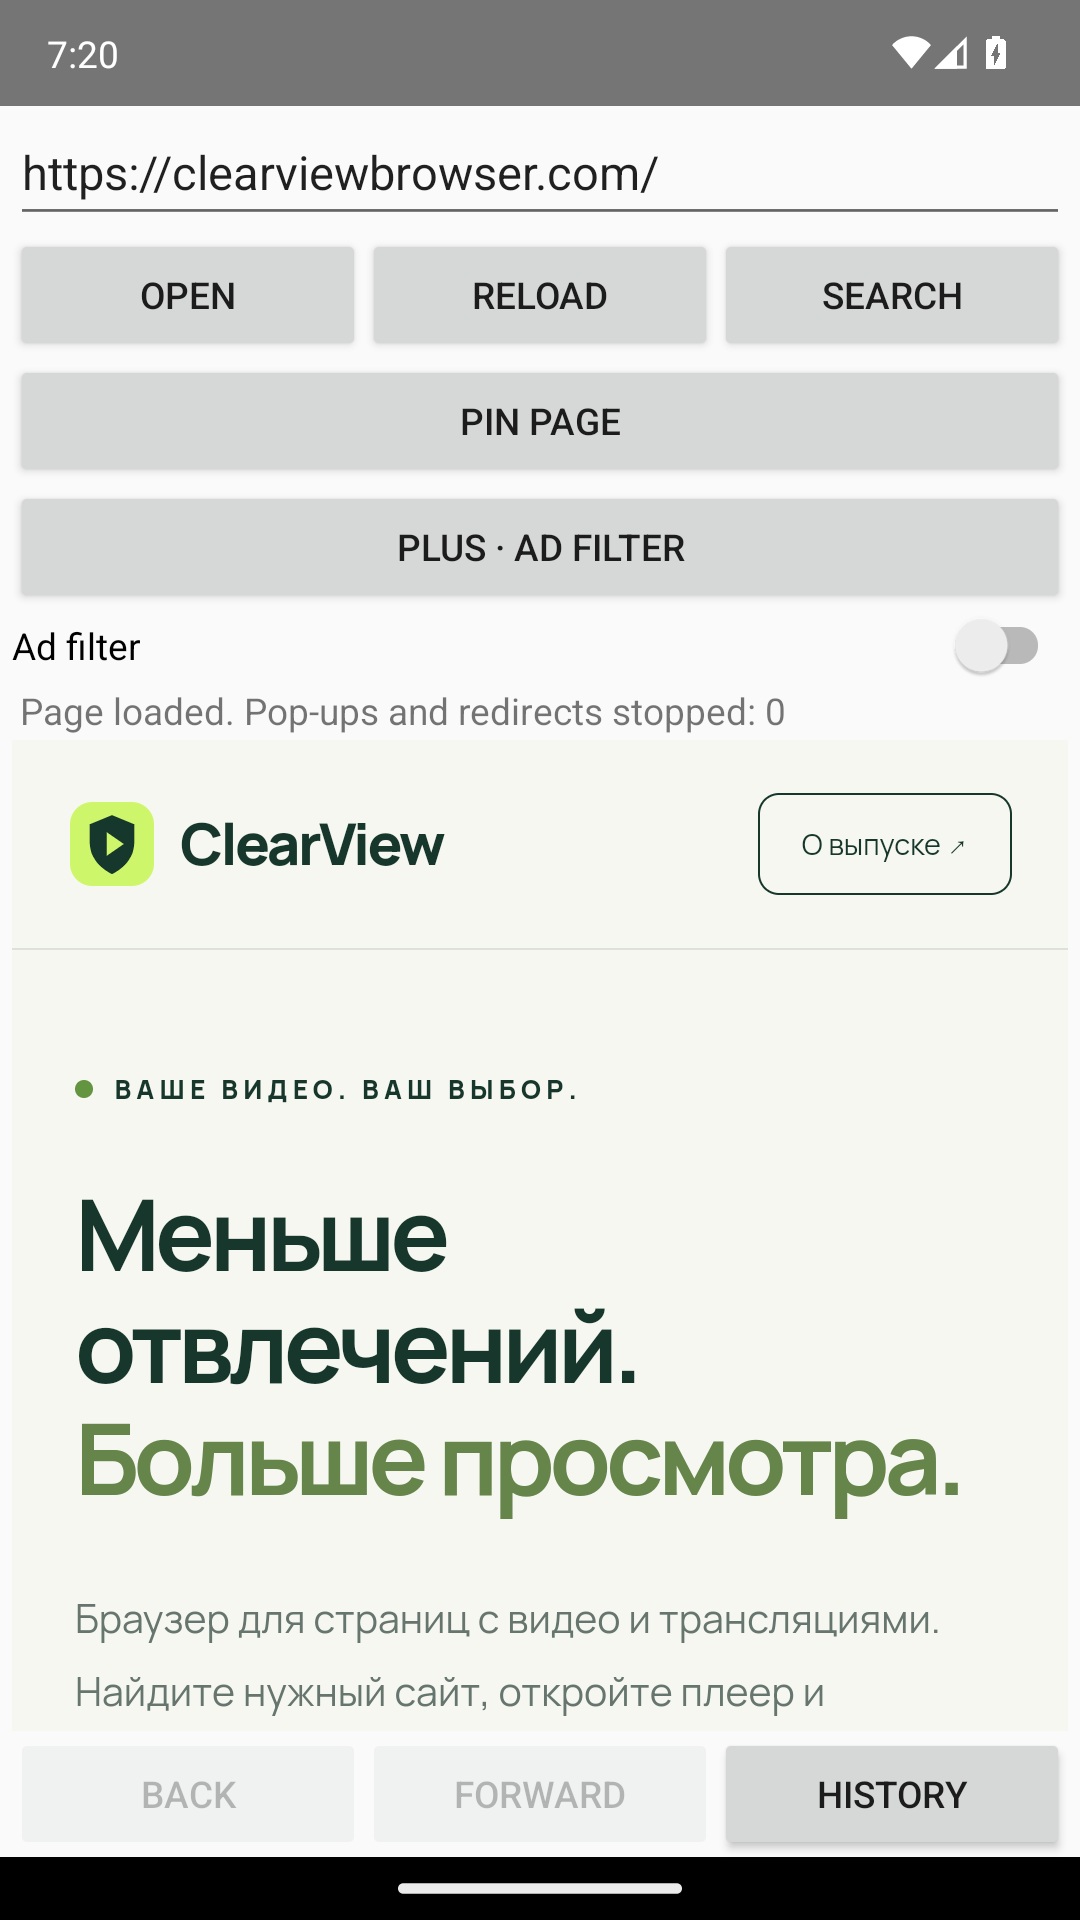 7:20
https://clearviewbrowser.com/
OPEN
RELOAD
SEARCH
PIN PAGE
PLUS · AD FILTER
Ad filter
Page loaded. Pop-ups and redirects stopped: 0
ClearView
О выпуске ↗
ВАШЕ ВИДЕО. ВАШ ВЫБОР.
Меньше
отвлечений.
Больше просмотра.
Браузер для страниц с видео и трансляциями.
Найдите нужный сайт, откройте плеер и
BACK
FORWARD
HISTORY